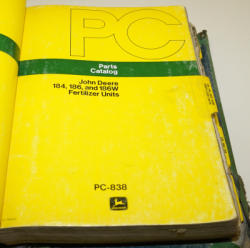 PC
Parts
Catalog
John Deere
184, 186, and 186W
Fertilizer Units
PC-838